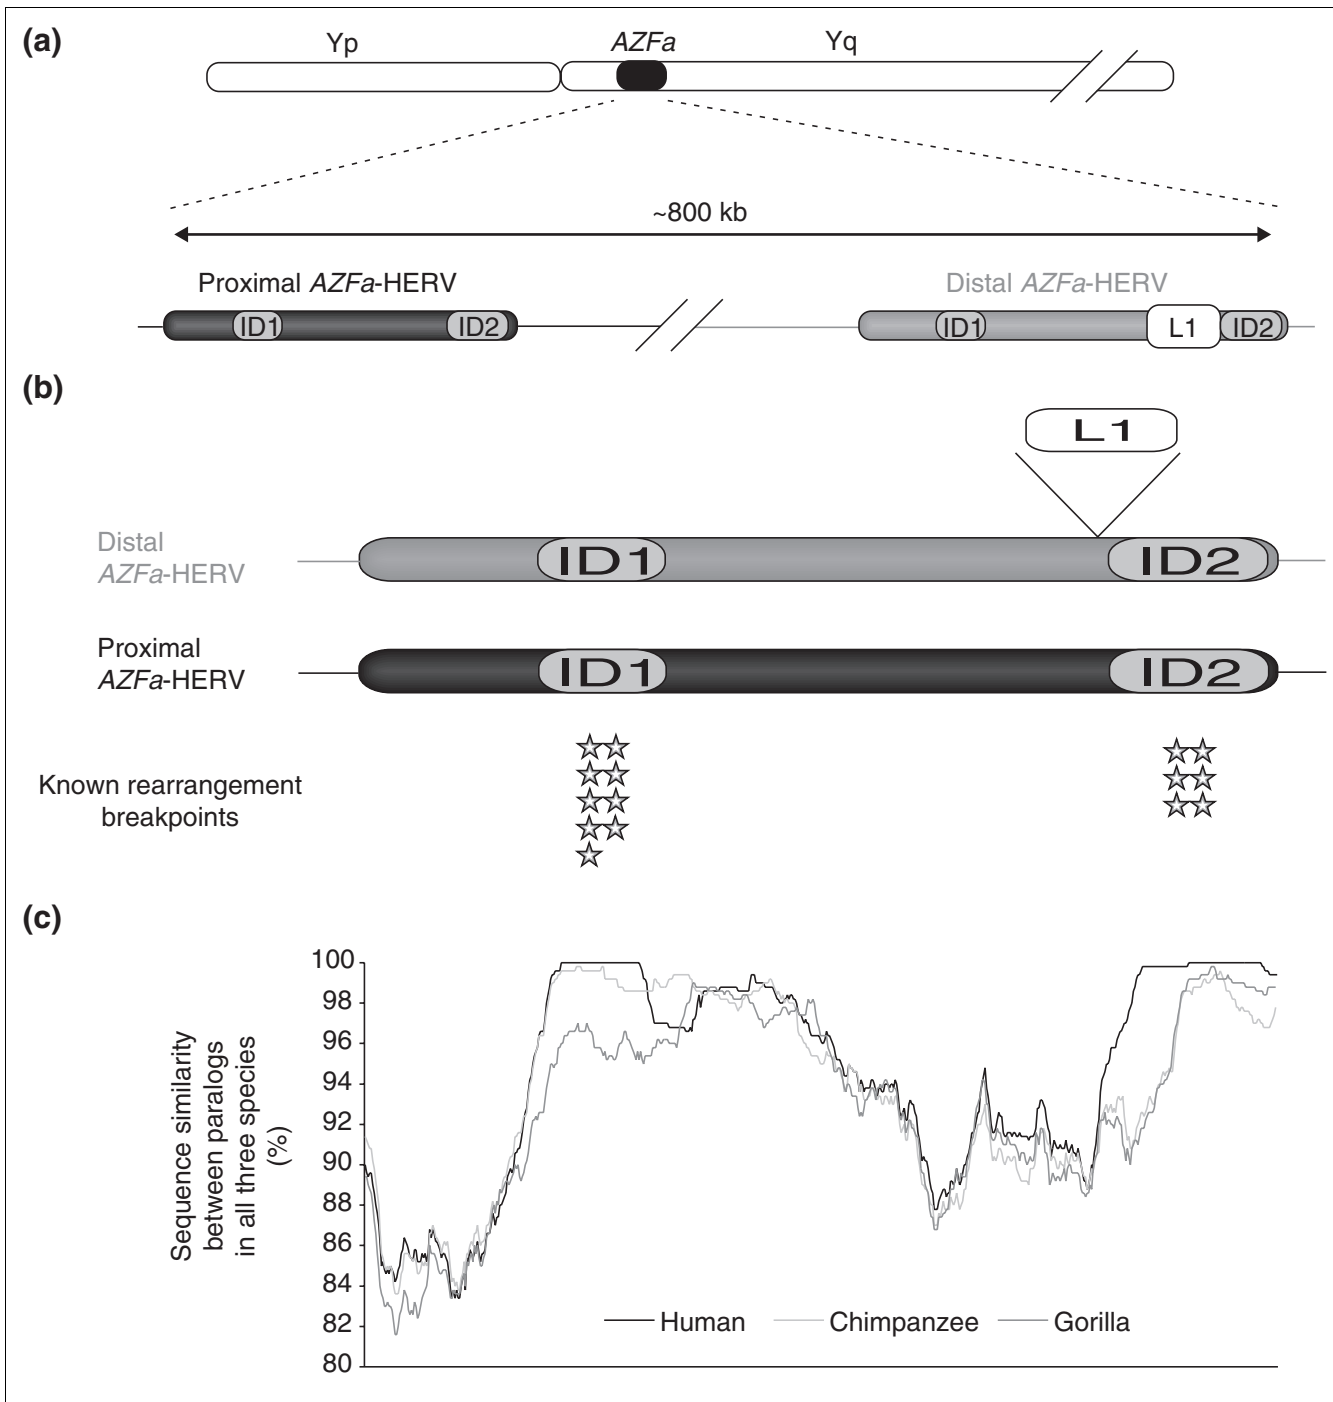 (a)
Yp
AZFa
Yq
~800 kb
Proximal AZFa-HERV
Distal AZFa-HERV
ID1
ID2
ID1
L1
ID2
(b)
L1
Distal
AZFa-HERV
ID1
ID2
Proximal
AZFa-HERV
ID1
ID2
Known rearrangement
breakpoints
(c)
Sequence similarity
between paralogs
in all three species
(%)
100
98
96
94
92
90
88
86
84
82
80
Human
Chimpanzee
Gorilla